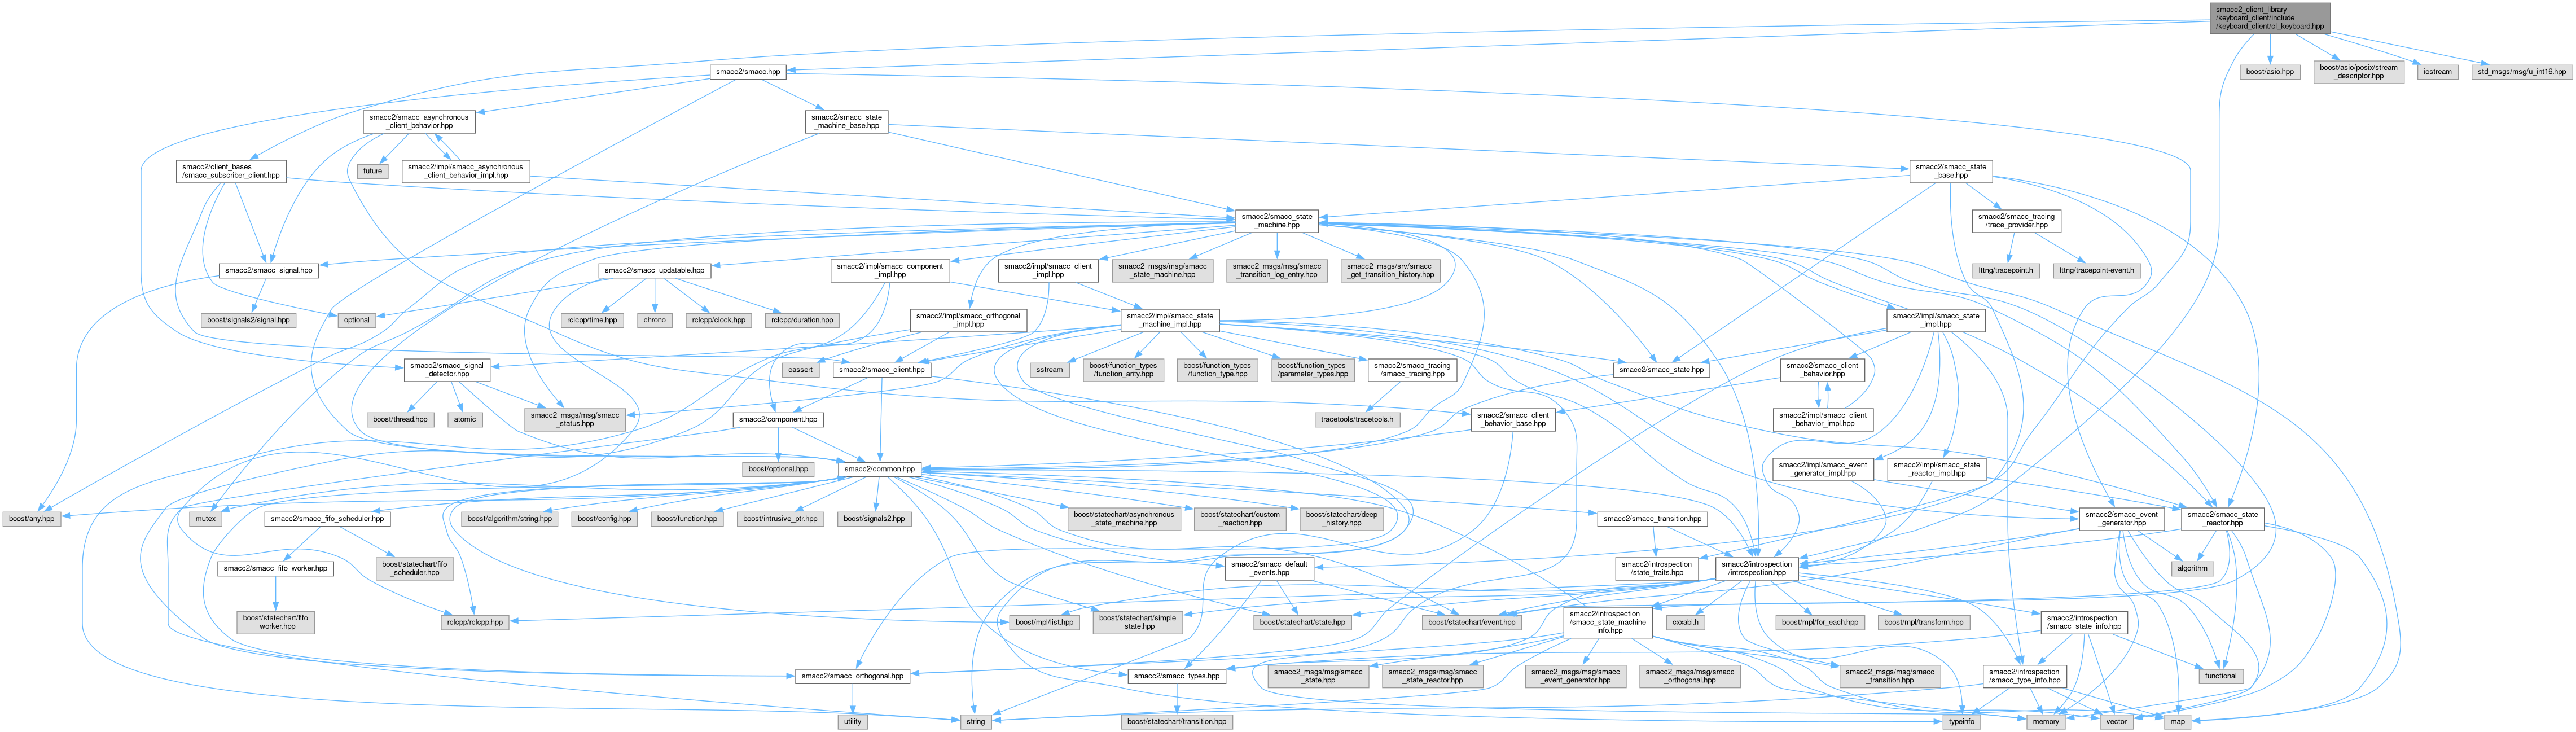 smacc2_client_library
/keyboard_client/include
/keyboard_client/cl_keyboard.hpp
smacc2/smacc.hpp
boost/asio.hpp
boost/asio/posix/stream
_descriptor.hpp
iostream
std_msgs/msg/u_int16.hpp
smacc2/smacc_asynchronous
_client_behavior.hpp
smacc2/smacc_state
_machine_base.hpp
smacc2/client_bases
/smacc_subscriber_client.hpp
future
smacc2/impl/smacc_asynchronous
_client_behavior_impl.hpp
smacc2/smacc_state
_base.hpp
smacc2/smacc_state
_machine.hpp
smacc2/smacc_tracing
/trace_provider.hpp
smacc2/smacc_signal.hpp
smacc2/smacc_updatable.hpp
smacc2/impl/smacc_component
_impl.hpp
smacc2/impl/smacc_client
_impl.hpp
smacc2_msgs/msg/smacc
_state_machine.hpp
smacc2_msgs/msg/smacc
_transition_log_entry.hpp
smacc2_msgs/srv/smacc
_get_transition_history.hpp
lttng/tracepoint.h
lttng/tracepoint-event.h
boost/signals2/signal.hpp
optional
rclcpp/time.hpp
chrono
rclcpp/clock.hpp
rclcpp/duration.hpp
smacc2/impl/smacc_orthogonal
_impl.hpp
smacc2/impl/smacc_state
_machine_impl.hpp
smacc2/impl/smacc_state
_impl.hpp
smacc2/smacc_signal
_detector.hpp
cassert
smacc2/smacc_client.hpp
sstream
boost/function_types
/function_arity.hpp
boost/function_types
/function_type.hpp
boost/function_types
/parameter_types.hpp
smacc2/smacc_tracing
/smacc_tracing.hpp
smacc2/smacc_state.hpp
smacc2/smacc_client
_behavior.hpp
boost/thread.hpp
atomic
smacc2_msgs/msg/smacc
_status.hpp
smacc2/component.hpp
tracetools/tracetools.h
smacc2/smacc_client
_behavior_base.hpp
smacc2/impl/smacc_client
_behavior_impl.hpp
boost/optional.hpp
smacc2/common.hpp
smacc2/impl/smacc_event
_generator_impl.hpp
smacc2/impl/smacc_state
_reactor_impl.hpp
boost/any.hpp
mutex
smacc2/smacc_fifo_scheduler.hpp
boost/algorithm/string.hpp
boost/config.hpp
boost/function.hpp
boost/intrusive_ptr.hpp
boost/signals2.hpp
boost/statechart/asynchronous
_state_machine.hpp
boost/statechart/custom
_reaction.hpp
boost/statechart/deep
_history.hpp
smacc2/smacc_transition.hpp
smacc2/smacc_event
_generator.hpp
smacc2/smacc_state
_reactor.hpp
smacc2/smacc_fifo_worker.hpp
boost/statechart/fifo
_scheduler.hpp
smacc2/smacc_default
_events.hpp
smacc2/introspection
/state_traits.hpp
smacc2/introspection
/introspection.hpp
algorithm
boost/statechart/fifo
_worker.hpp
rclcpp/rclcpp.hpp
boost/mpl/list.hpp
boost/statechart/simple
_state.hpp
boost/statechart/state.hpp
boost/statechart/event.hpp
smacc2/introspection
/smacc_state_machine
_info.hpp
cxxabi.h
boost/mpl/for_each.hpp
boost/mpl/transform.hpp
smacc2/introspection
/smacc_state_info.hpp
smacc2/smacc_orthogonal.hpp
smacc2/smacc_types.hpp
smacc2_msgs/msg/smacc
_state.hpp
smacc2_msgs/msg/smacc
_state_reactor.hpp
smacc2_msgs/msg/smacc
_event_generator.hpp
smacc2_msgs/msg/smacc
_orthogonal.hpp
smacc2_msgs/msg/smacc
_transition.hpp
smacc2/introspection
/smacc_type_info.hpp
functional
utility
string
boost/statechart/transition.hpp
typeinfo
memory
vector
map